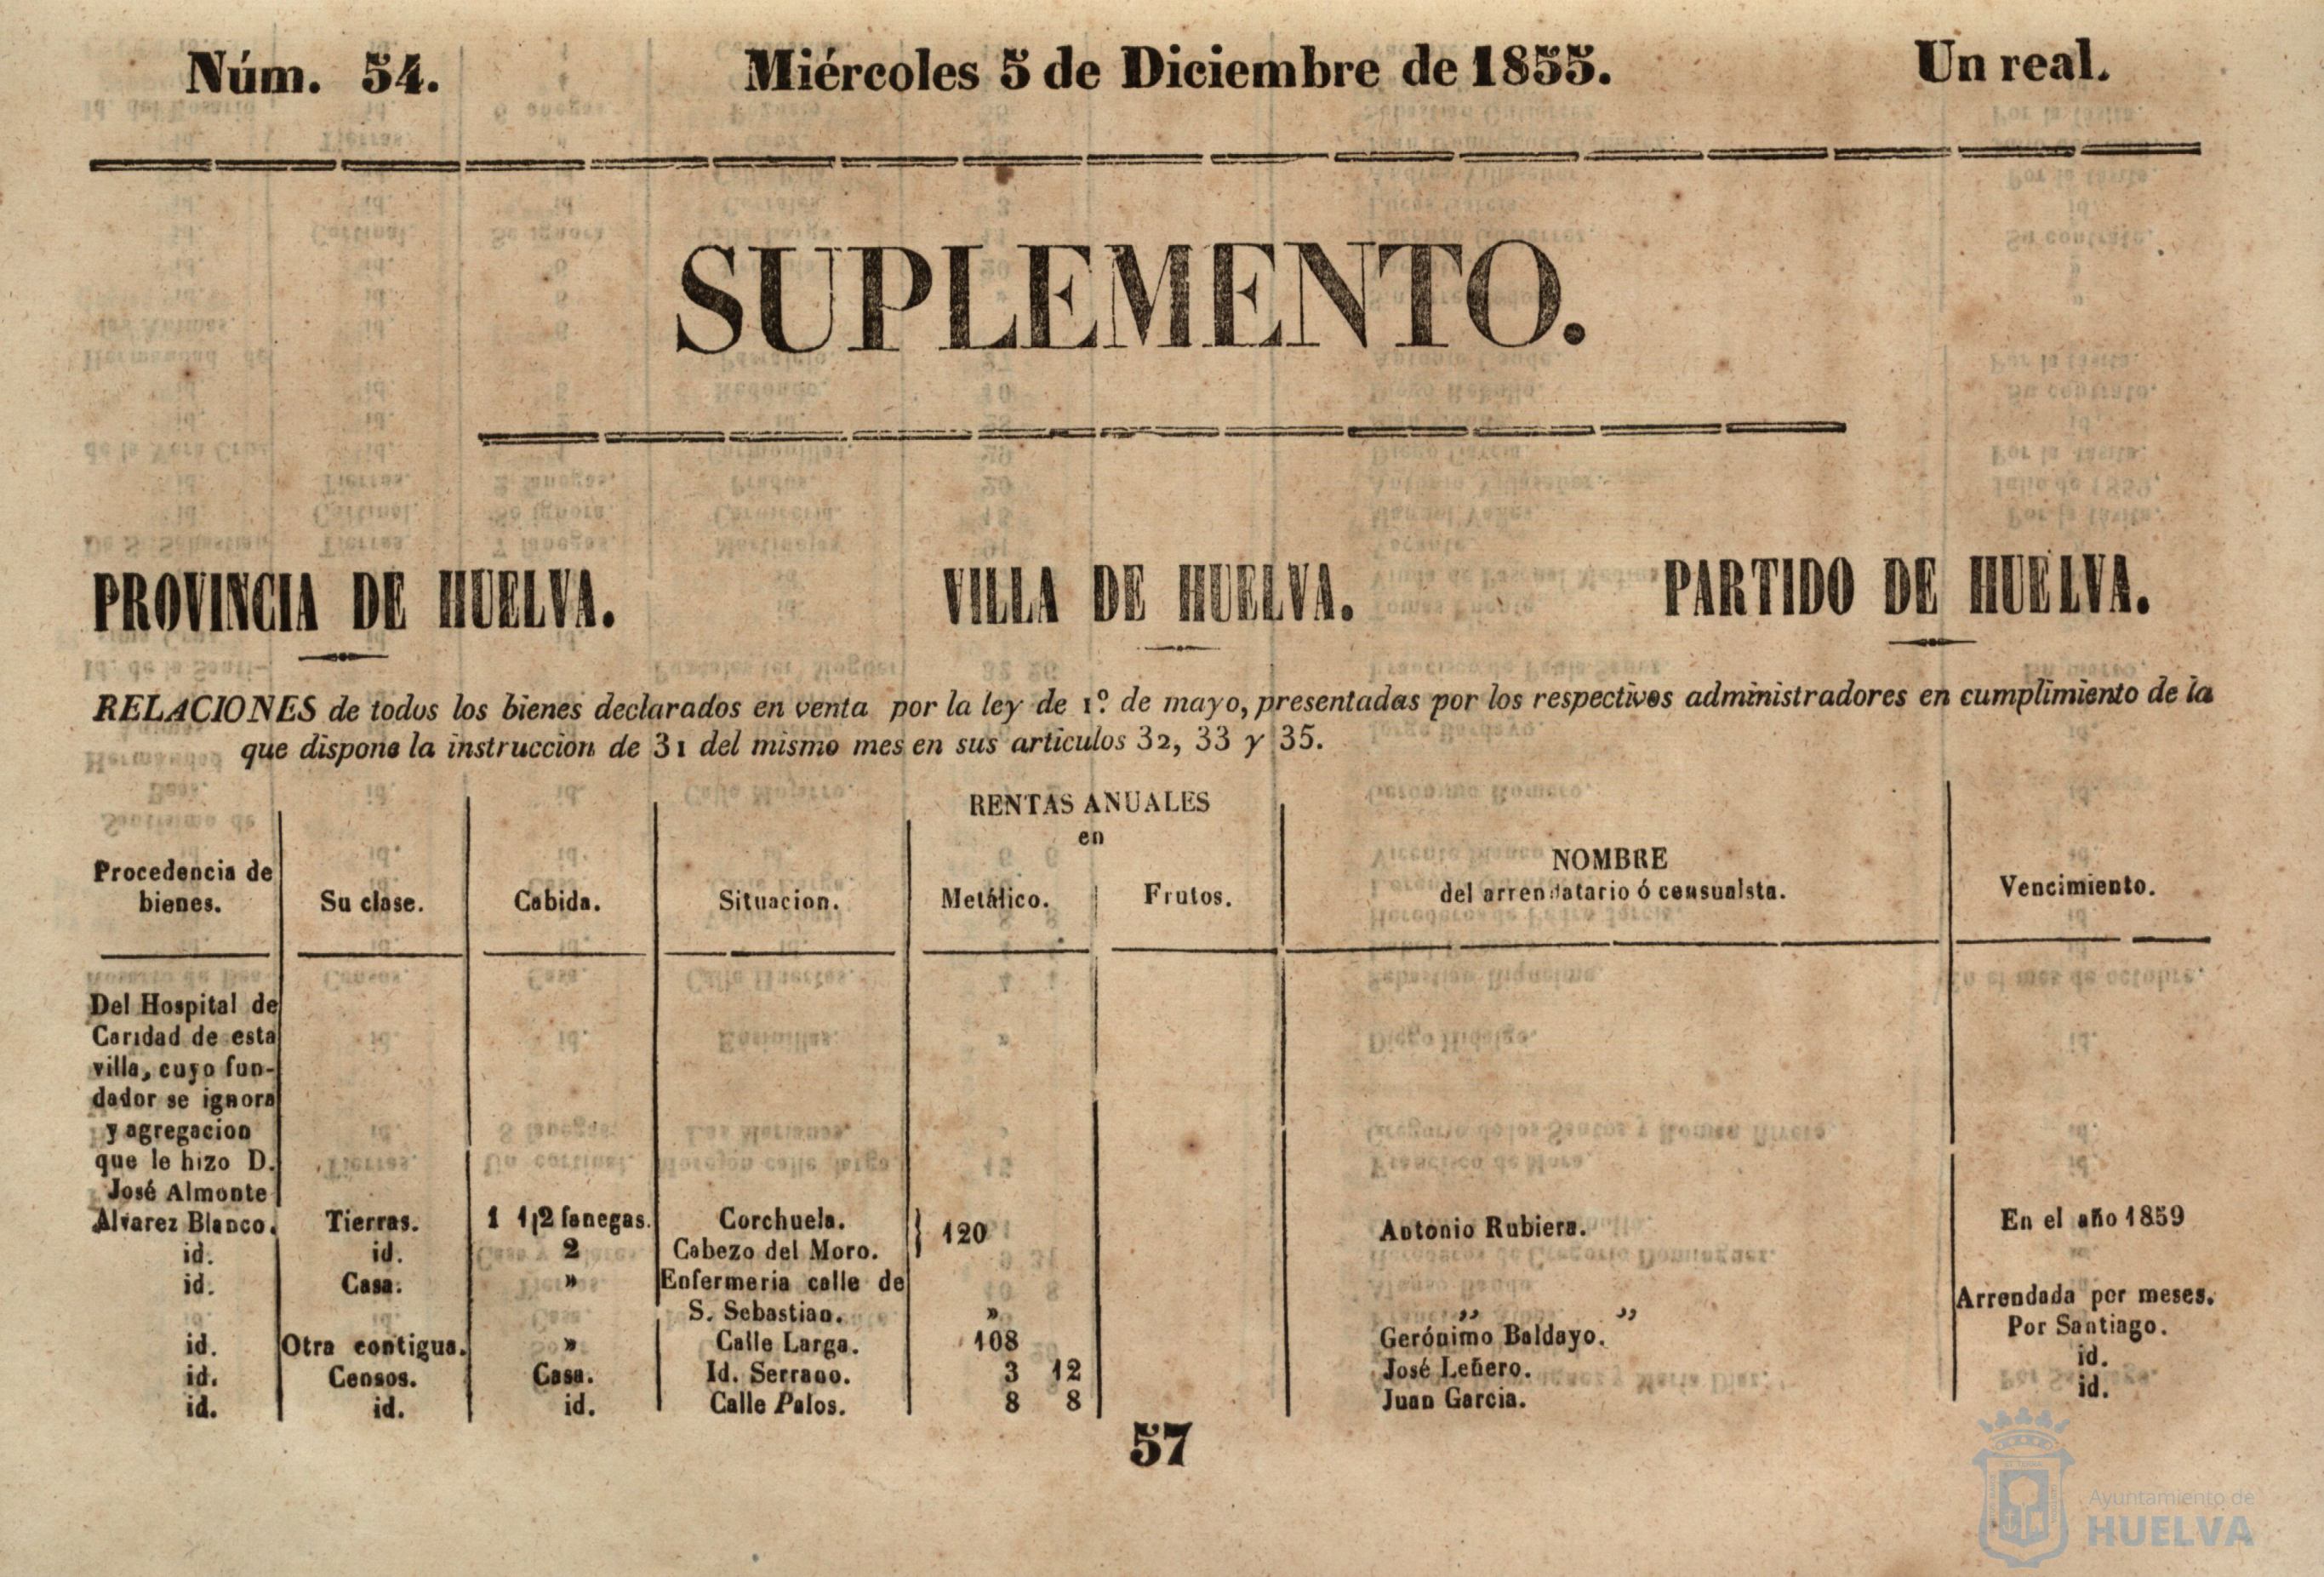 Núm. 54. Miércoles 5 de Diciembre de 1855. Un real.
SUPLEMENTO.
PROVINCIA DE HUELVA. VILLA DE HUELVA. PARTIDO DE HUELVA.
RELACIONES de todos los bienes declarados en venta por la ley de 1.º de mayo, presentadas por los respectivos administradores en cumplimiento de la
que dispone la instruccion de 31 del mismo mes en sus articulos 32, 33 y 35.
RENTAS ANUALES
en
Procedencia de bienes. Su clase. Cabida. Situacion. Metálico. Frutos. NOMBRE del arrendatario ó censualista. Vencimiento.
Del Hospital de
Caridad de esta
villa, cuyo fun-
dador se ignora
y agregacion
que le hizo D.
José Almonte
Alvarez Blanco. Tierras. 1 1|2 fanegas. Corchuela. } 120 Antonio Rubiera. En el año 1859
id. id. 2 Cabezo del Moro.
id. Casa. » Enfermeria calle de
S. Sebastian. » „ „ Arrendada por meses.
id. Otra contigua. » Calle Larga. 108 Gerónimo Baldayo. Por Santiago.
id. Censos. Casa. Id. Serrano. 3 12 José Leñero. id.
id. id. id. Calle Palos. 8 8 Juan Garcia. id.
57
Ayuntamiento de
HUELVA